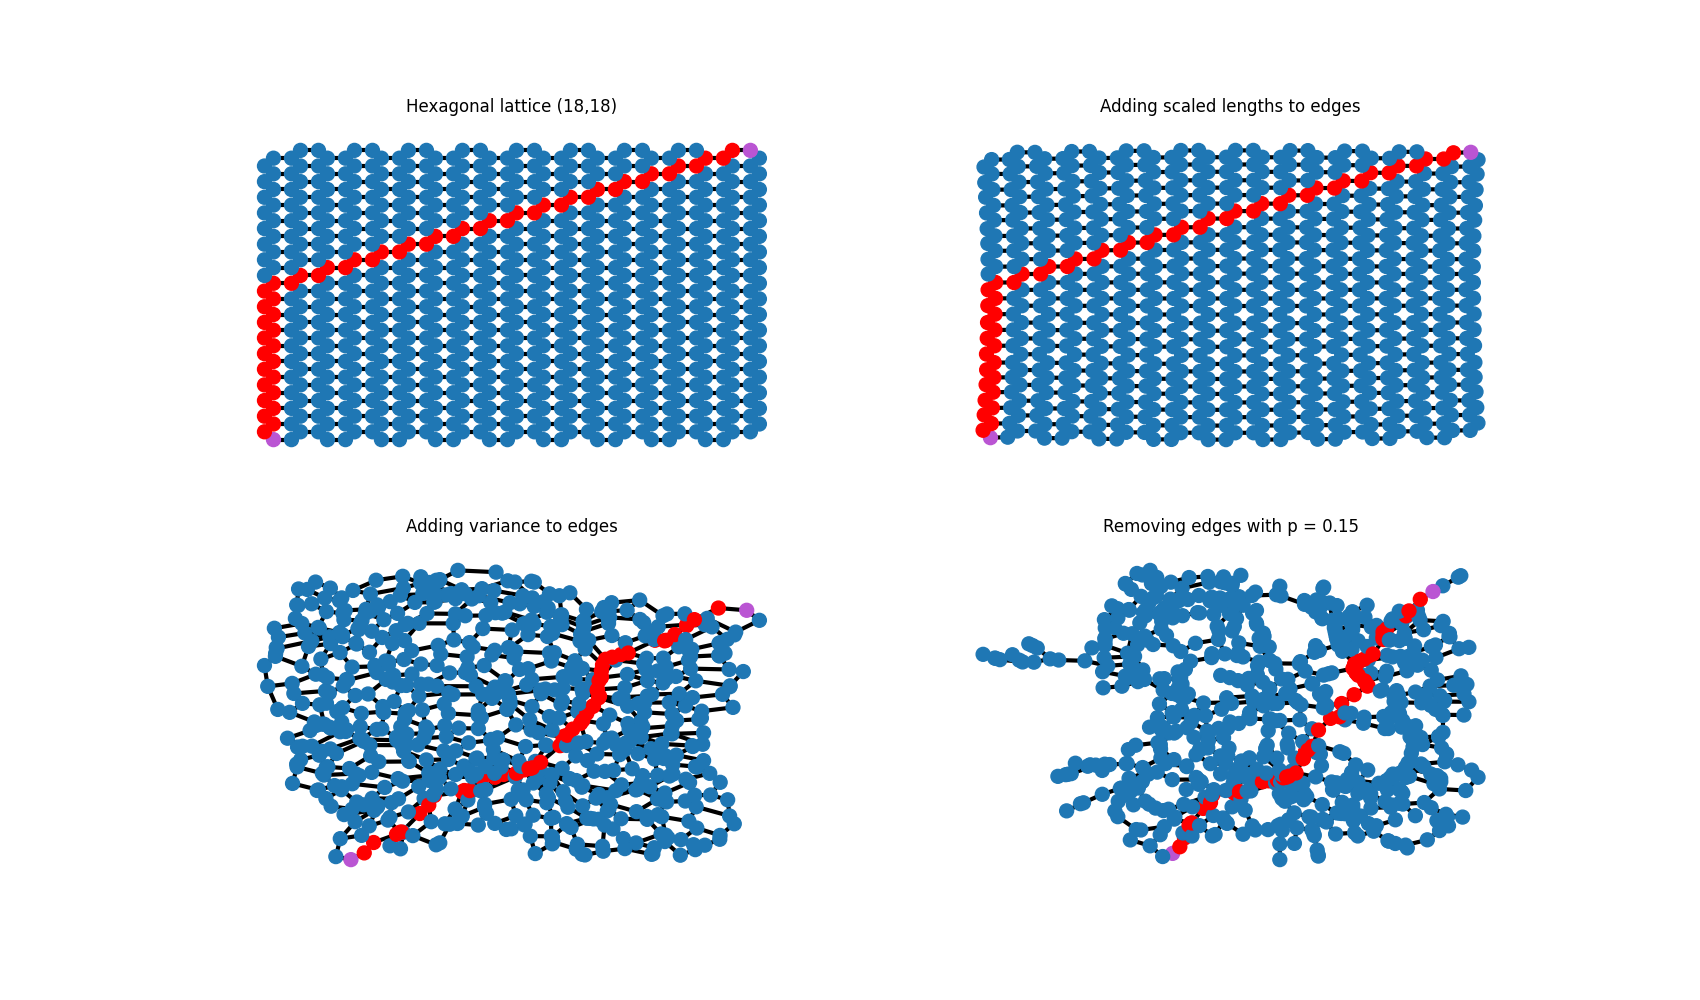 Hexagonal lattice (18,18)
Adding scaled lengths to edges
Adding variance to edges
Removing edges with p = 0.15